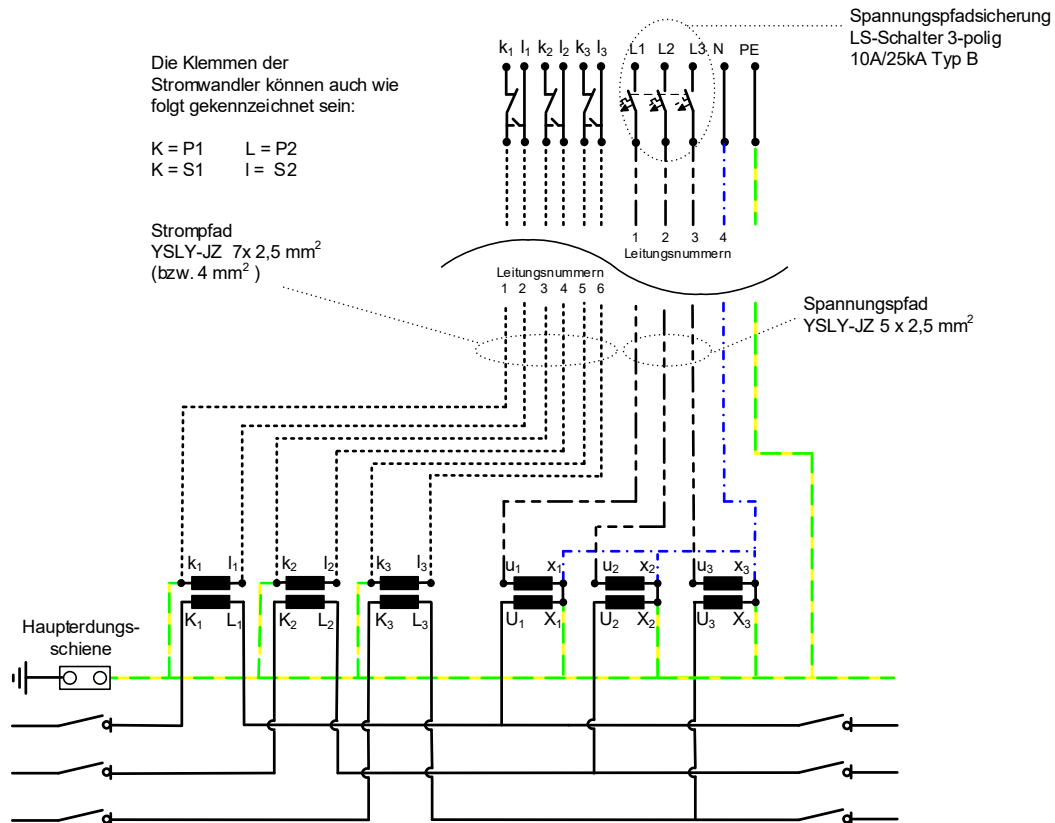 Spannungspfadsicherung
LS-Schalter 3-polig
10A/25kA Typ B
k₁ l₁ k₂ l₂ k₃ l₃ L1 L2 L3 N PE
Die Klemmen der
Stromwandler können auch wie
folgt gekennzeichnet sein:
K = P1 L = P2
K = S1 l = S2
Strompfad
YSLY-JZ 7x 2,5 mm²
(bzw. 4 mm² )
1 2 3 4
Leitungsnummern
Leitungsnummern
1 2 3 4 5 6
Spannungspfad
YSLY-JZ 5 x 2,5 mm²
k₁ l₁ k₂ l₂ k₃ l₃ u₁ x₁ u₂ x₂ u₃ x₃
K₁ L₁ K₂ L₂ K₃ L₃ U₁ X₁ U₂ X₂ U₃ X₃
Haupterdungs-
schiene